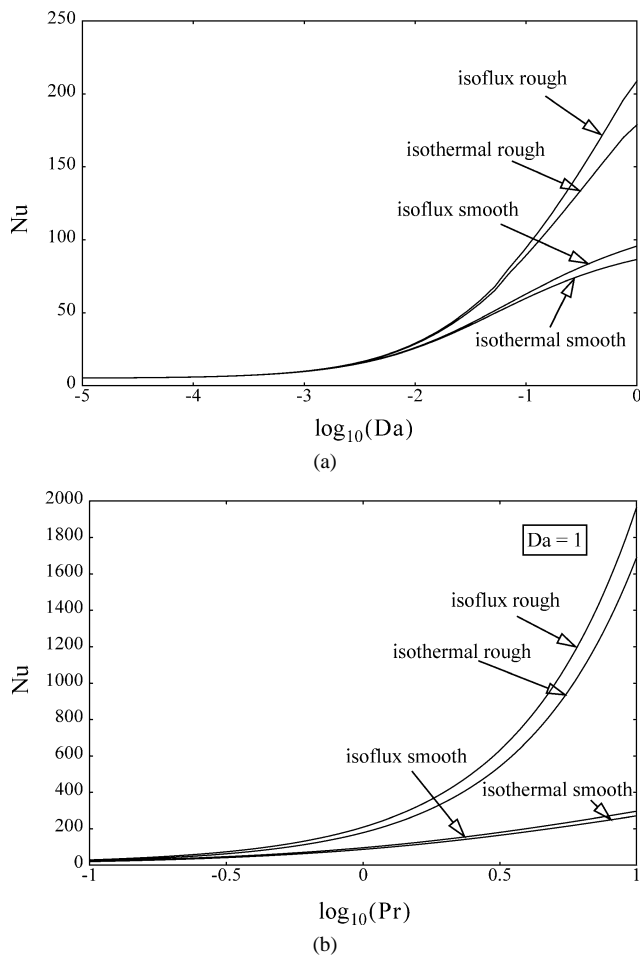 250
200
150
100
50
0
Nu
isoflux rough
isothermal rough
isoflux smooth
isothermal smooth
-5 -4 -3 -2 -1 0
log10(Da)
(a)
2000
1800
1600
1400
1200
1000
800
600
400
200
0
Nu
Da = 1
isoflux rough
isothermal rough
isoflux smooth
isothermal smooth
-1 -0.5 0 0.5 1
log10(Pr)
(b)